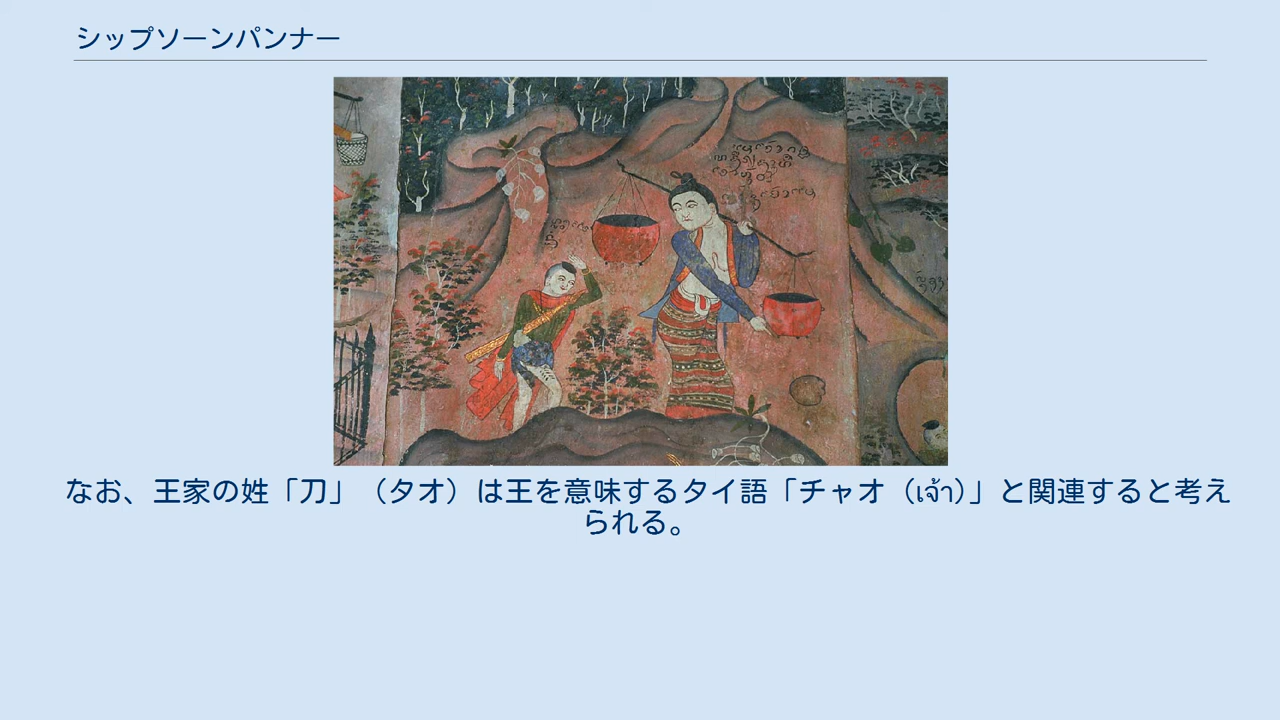 シップソーンパンナー
なお、王家の姓「刀」（タオ）は王を意味するタイ語「チャオ（เจ้า）」と関連すると考え
られる。